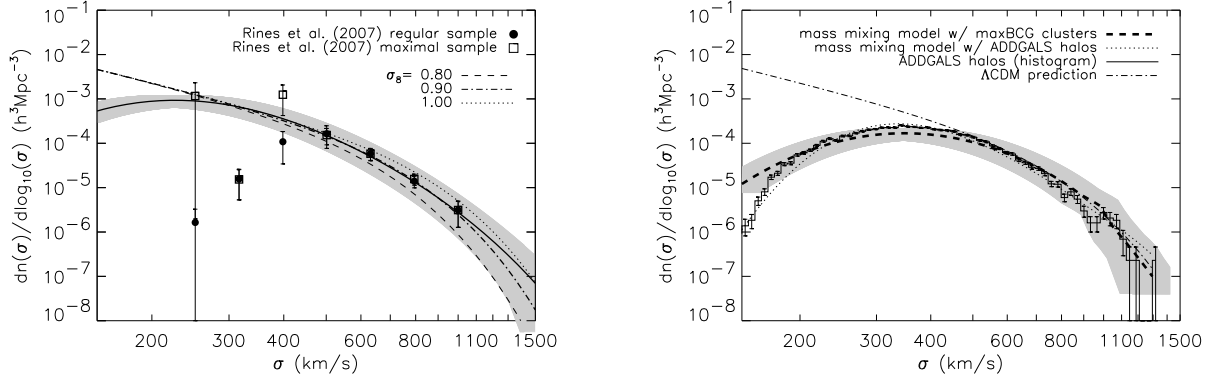 Rines et al. (2007) regular sample
Rines et al. (2007) maximal sample
σ₈= 0.80
0.90
1.00
10⁰
10⁻¹
10⁻²
10⁻³
10⁻⁴
10⁻⁵
10⁻⁶
10⁻⁷
10⁻⁸
dn(σ)/dlog₁₀(σ) (h³Mpc⁻³)
200 300 400 600 800 1100 1500
σ (km/s)
mass mixing model w/ maxBCG clusters
mass mixing model w/ ADDGALS halos
ADDGALS halos (histogram)
ΛCDM prediction
10⁰
10⁻¹
10⁻²
10⁻³
10⁻⁴
10⁻⁵
10⁻⁶
10⁻⁷
10⁻⁸
dn(σ)/dlog₁₀(σ) (h³Mpc⁻³)
200 300 400 600 800 1100 1500
σ (km/s)